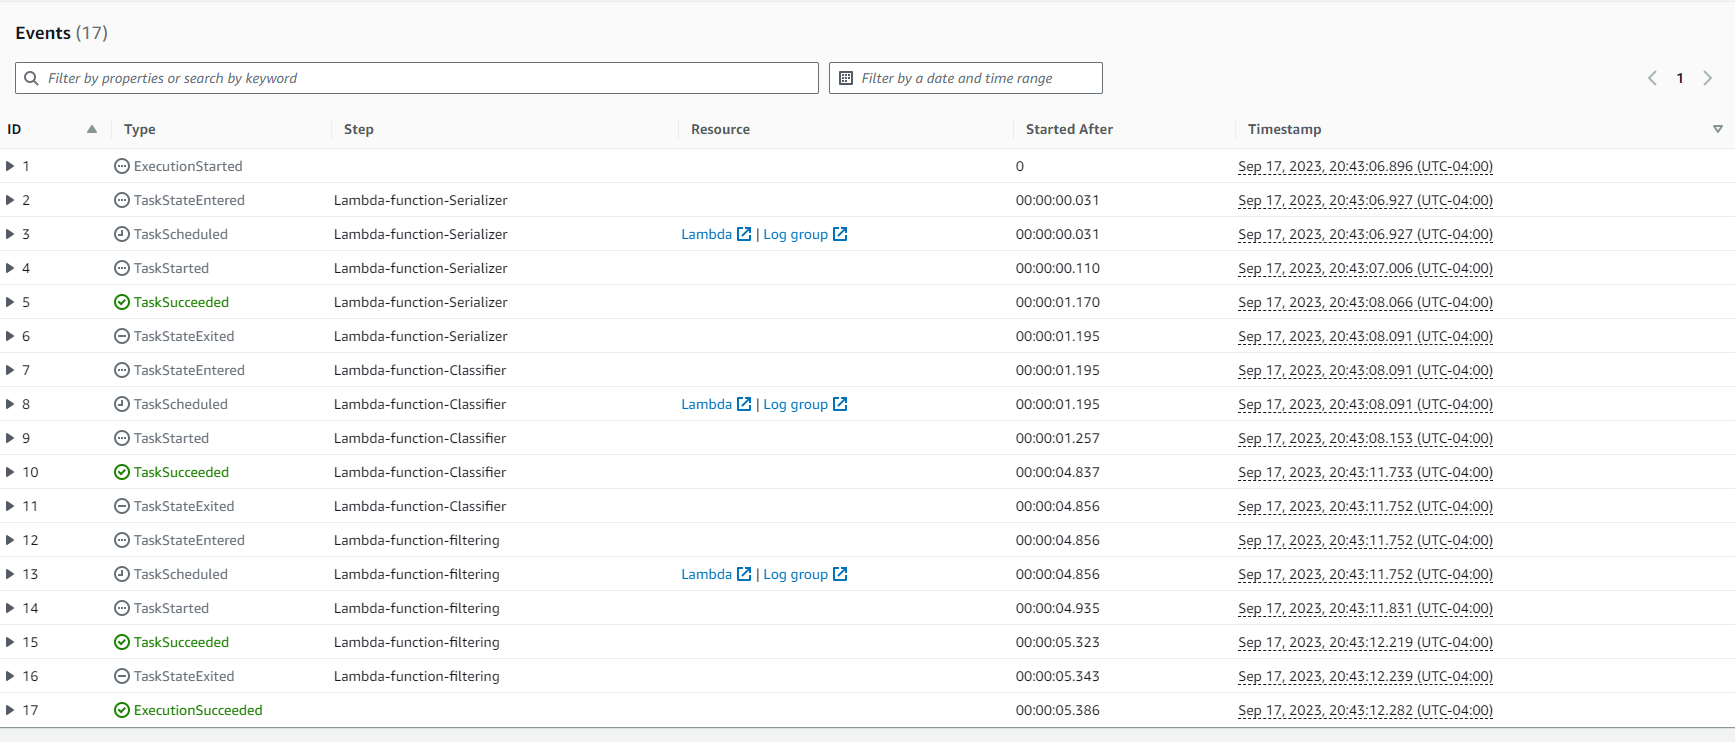 Events (17)
Filter by properties or search by keyword Filter by a date and time range 1
ID Type Step Resource Started After Timestamp
1 ExecutionStarted 0 Sep 17, 2023, 20:43:06.896 (UTC-04:00)
2 TaskStateEntered Lambda-function-Serializer 00:00:00.031 Sep 17, 2023, 20:43:06.927 (UTC-04:00)
3 TaskScheduled Lambda-function-Serializer Lambda | Log group 00:00:00.031 Sep 17, 2023, 20:43:06.927 (UTC-04:00)
4 TaskStarted Lambda-function-Serializer 00:00:00.110 Sep 17, 2023, 20:43:07.006 (UTC-04:00)
5 TaskSucceeded Lambda-function-Serializer 00:00:01.170 Sep 17, 2023, 20:43:08.066 (UTC-04:00)
6 TaskStateExited Lambda-function-Serializer 00:00:01.195 Sep 17, 2023, 20:43:08.091 (UTC-04:00)
7 TaskStateEntered Lambda-function-Classifier 00:00:01.195 Sep 17, 2023, 20:43:08.091 (UTC-04:00)
8 TaskScheduled Lambda-function-Classifier Lambda | Log group 00:00:01.195 Sep 17, 2023, 20:43:08.091 (UTC-04:00)
9 TaskStarted Lambda-function-Classifier 00:00:01.257 Sep 17, 2023, 20:43:08.153 (UTC-04:00)
10 TaskSucceeded Lambda-function-Classifier 00:00:04.837 Sep 17, 2023, 20:43:11.733 (UTC-04:00)
11 TaskStateExited Lambda-function-Classifier 00:00:04.856 Sep 17, 2023, 20:43:11.752 (UTC-04:00)
12 TaskStateEntered Lambda-function-filtering 00:00:04.856 Sep 17, 2023, 20:43:11.752 (UTC-04:00)
13 TaskScheduled Lambda-function-filtering Lambda | Log group 00:00:04.856 Sep 17, 2023, 20:43:11.752 (UTC-04:00)
14 TaskStarted Lambda-function-filtering 00:00:04.935 Sep 17, 2023, 20:43:11.831 (UTC-04:00)
15 TaskSucceeded Lambda-function-filtering 00:00:05.323 Sep 17, 2023, 20:43:12.219 (UTC-04:00)
16 TaskStateExited Lambda-function-filtering 00:00:05.343 Sep 17, 2023, 20:43:12.239 (UTC-04:00)
17 ExecutionSucceeded 00:00:05.386 Sep 17, 2023, 20:43:12.282 (UTC-04:00)